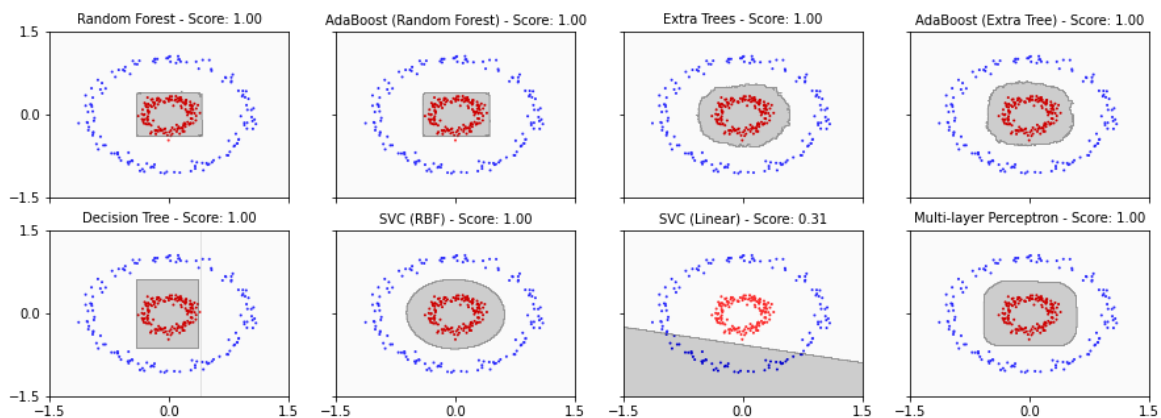 Random Forest - Score: 1.00
AdaBoost (Random Forest) - Score: 1.00
Extra Trees - Score: 1.00
AdaBoost (Extra Tree) - Score: 1.00
1.5
0.0
−1.5
Decision Tree - Score: 1.00
SVC (RBF) - Score: 1.00
SVC (Linear) - Score: 0.31
Multi-layer Perceptron - Score: 1.00
1.5
0.0
−1.5
−1.5 0.0 1.5
−1.5 0.0 1.5
−1.5 0.0 1.5
−1.5 0.0 1.5